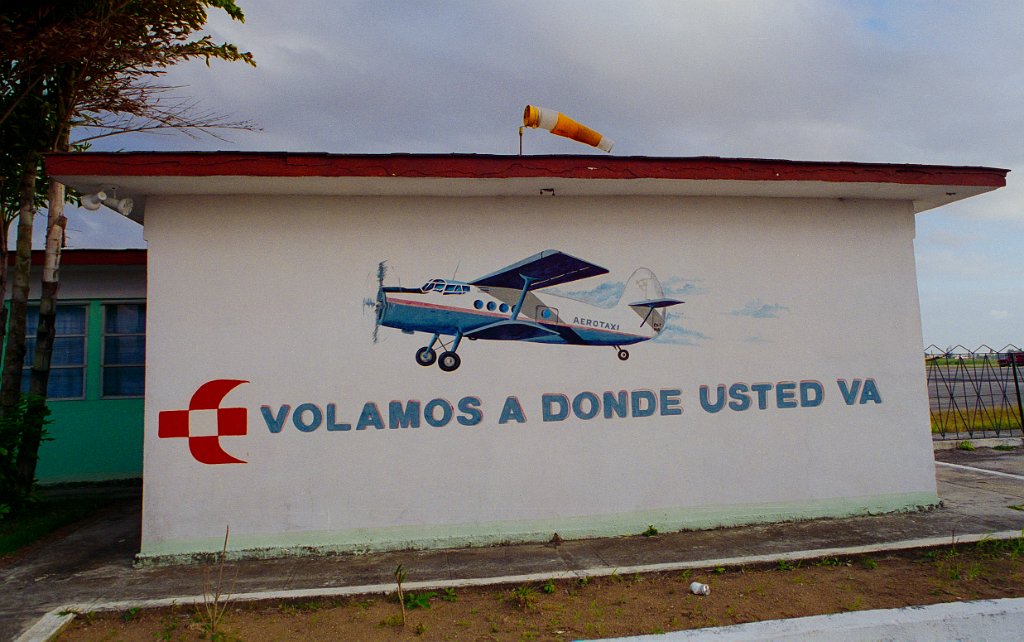 AEROTAXI
VOLAMOS A DONDE USTED VA